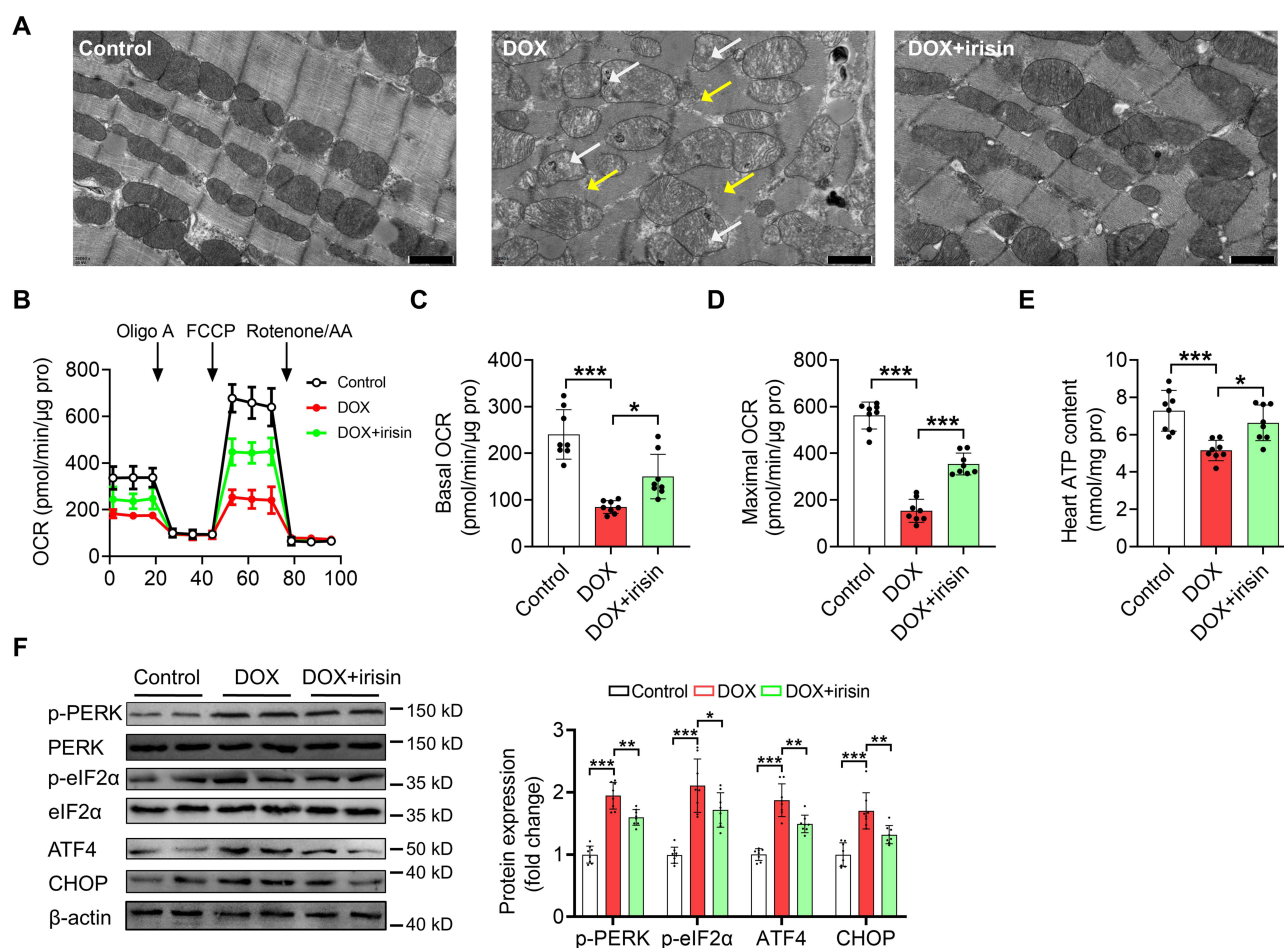 A
Control
DOX
DOX+irisin
B
Oligo A FCCP Rotenone/AA
OCR (pmol/min/µg pro)
800
600
400
200
0
0 20 40 60 80 100
Control
DOX
DOX+irisin
C
Basal OCR
(pmol/min/µg pro)
400
300
200
100
0
***
*
Control
DOX
DOX+irisin
D
Maximal OCR
(pmol/min/µg pro)
800
600
400
200
0
***
***
Control
DOX
DOX+irisin
E
Heart ATP content
(nmol/mg pro)
10
8
6
4
2
0
***
*
Control
DOX
DOX+irisin
F
Control DOX DOX+irisin
p-PERK 150 kD
PERK 150 kD
p-eIF2α 35 kD
eIF2α 35 kD
ATF4 50 kD
40 kD
CHOP
β-actin
40 kD
Control DOX DOX+irisin
Protein expression
(fold change)
3
2
1
0
*** **
*** *
*** **
*** **
p-PERK p-eIF2α ATF4 CHOP